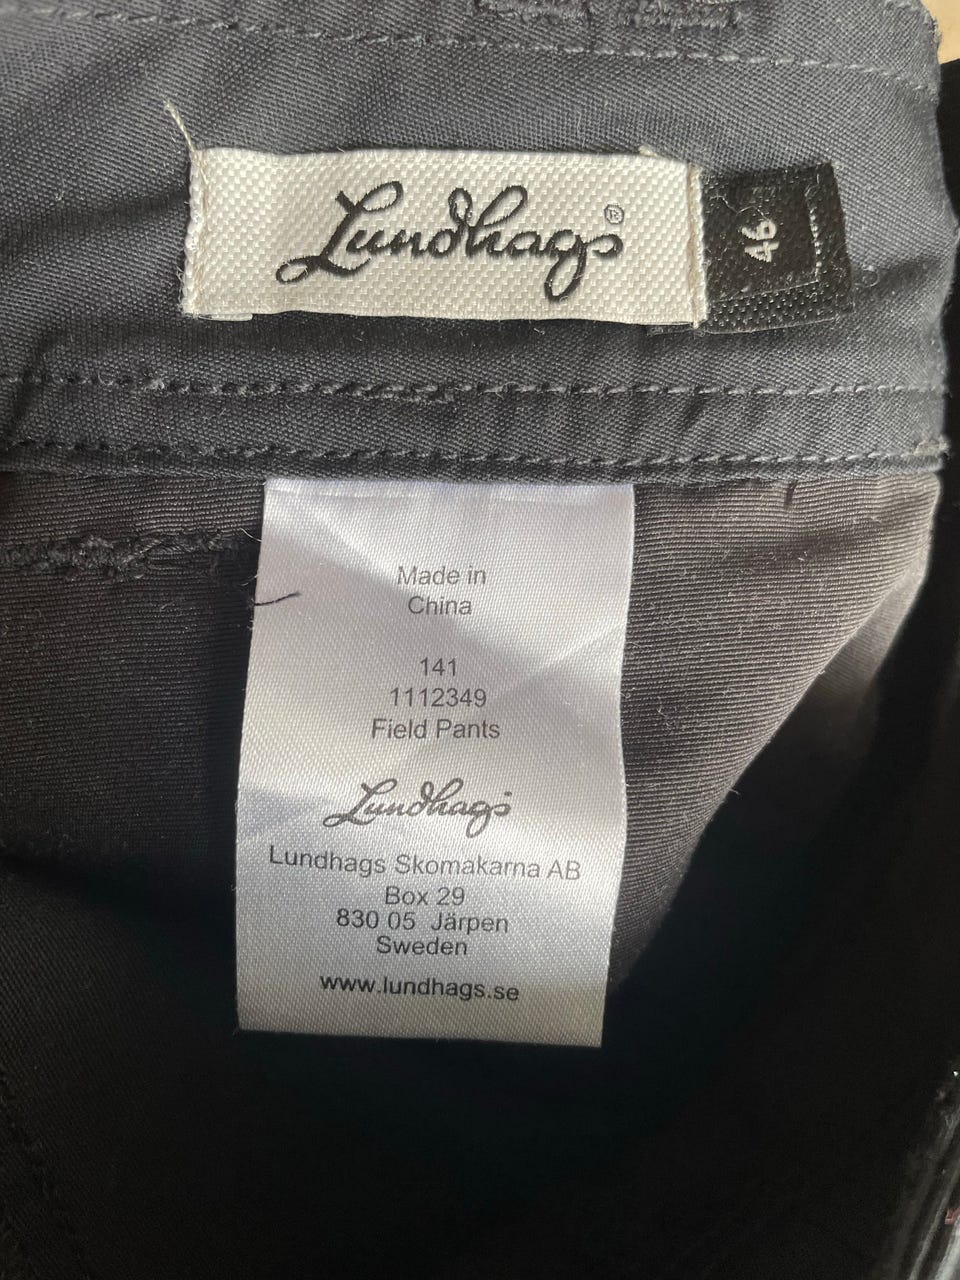 Lundhags®
46
Made in
China
141
1112349
Field Pants
Lundhags
Lundhags Skomakarna AB
Box 29
830 05 Järpen
Sweden
www.lundhags.se